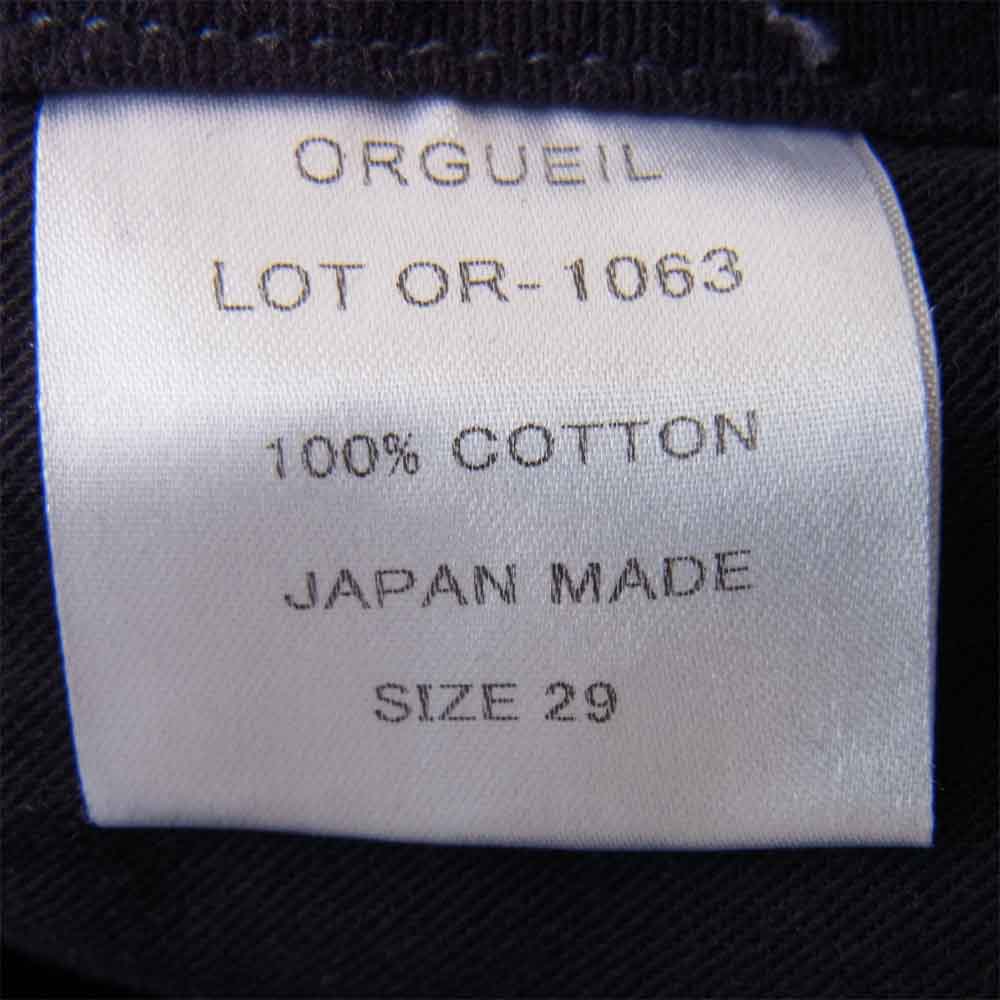 ORGUEIL
LOT OR-1063
100% COTTON
JAPAN MADE
SIZE 29